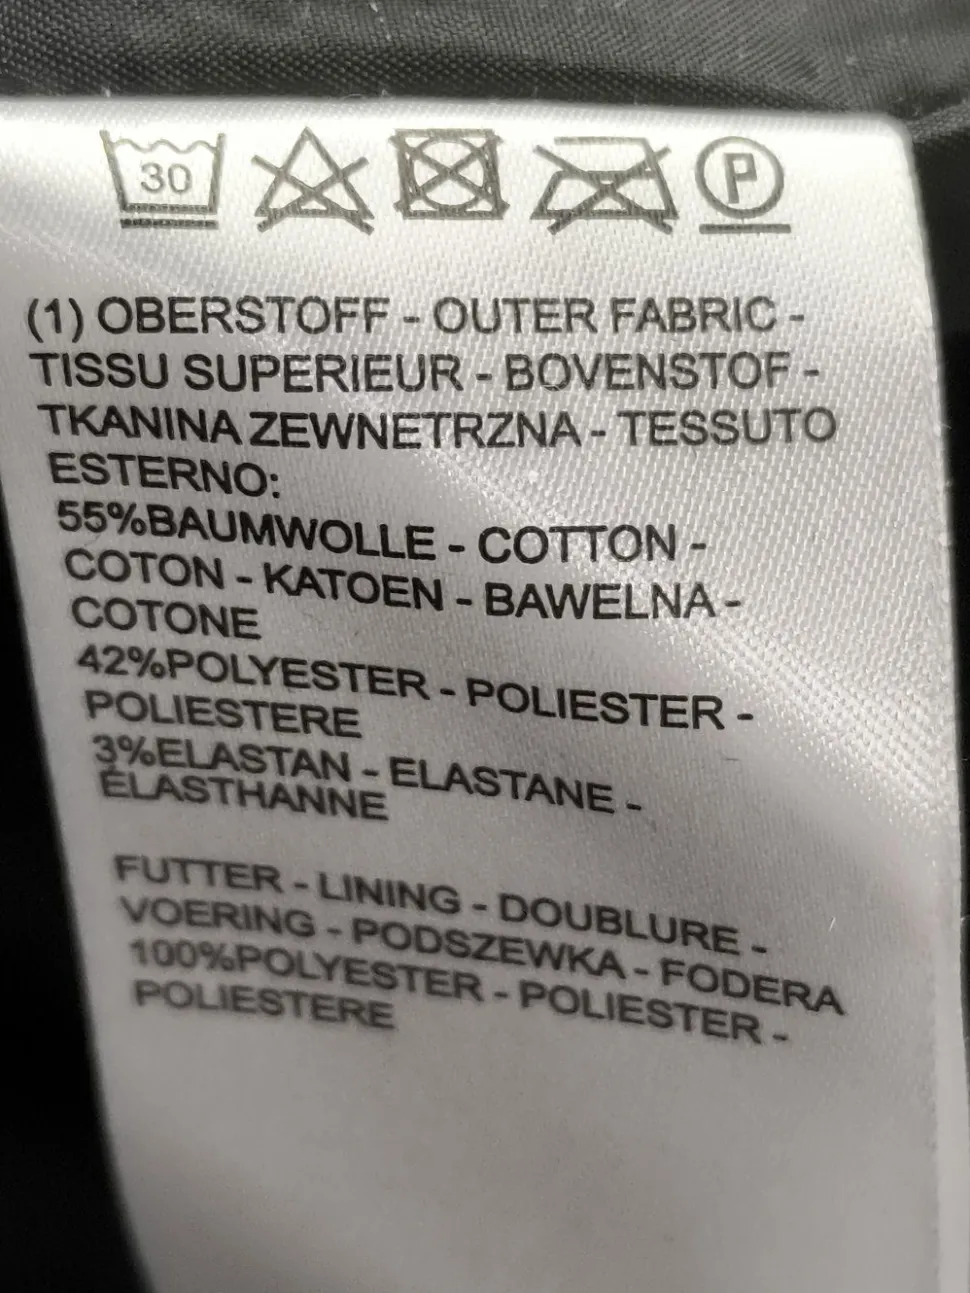 30 P
(1) OBERSTOFF - OUTER FABRIC -
TISSU SUPERIEUR - BOVENSTOF -
TKANINA ZEWNETRZNA - TESSUTO
ESTERNO:
55%BAUMWOLLE - COTTON -
COTON - KATOEN - BAWELNA -
COTONE
42%POLYESTER - POLIESTER -
POLIESTERE
3%ELASTAN - ELASTANE -
ÉLASTHANNE
FUTTER - LINING - DOUBLURE -
VOERING - PODSZEWKA - FODERA
100%POLYESTER - POLIESTER -
POLIESTERE